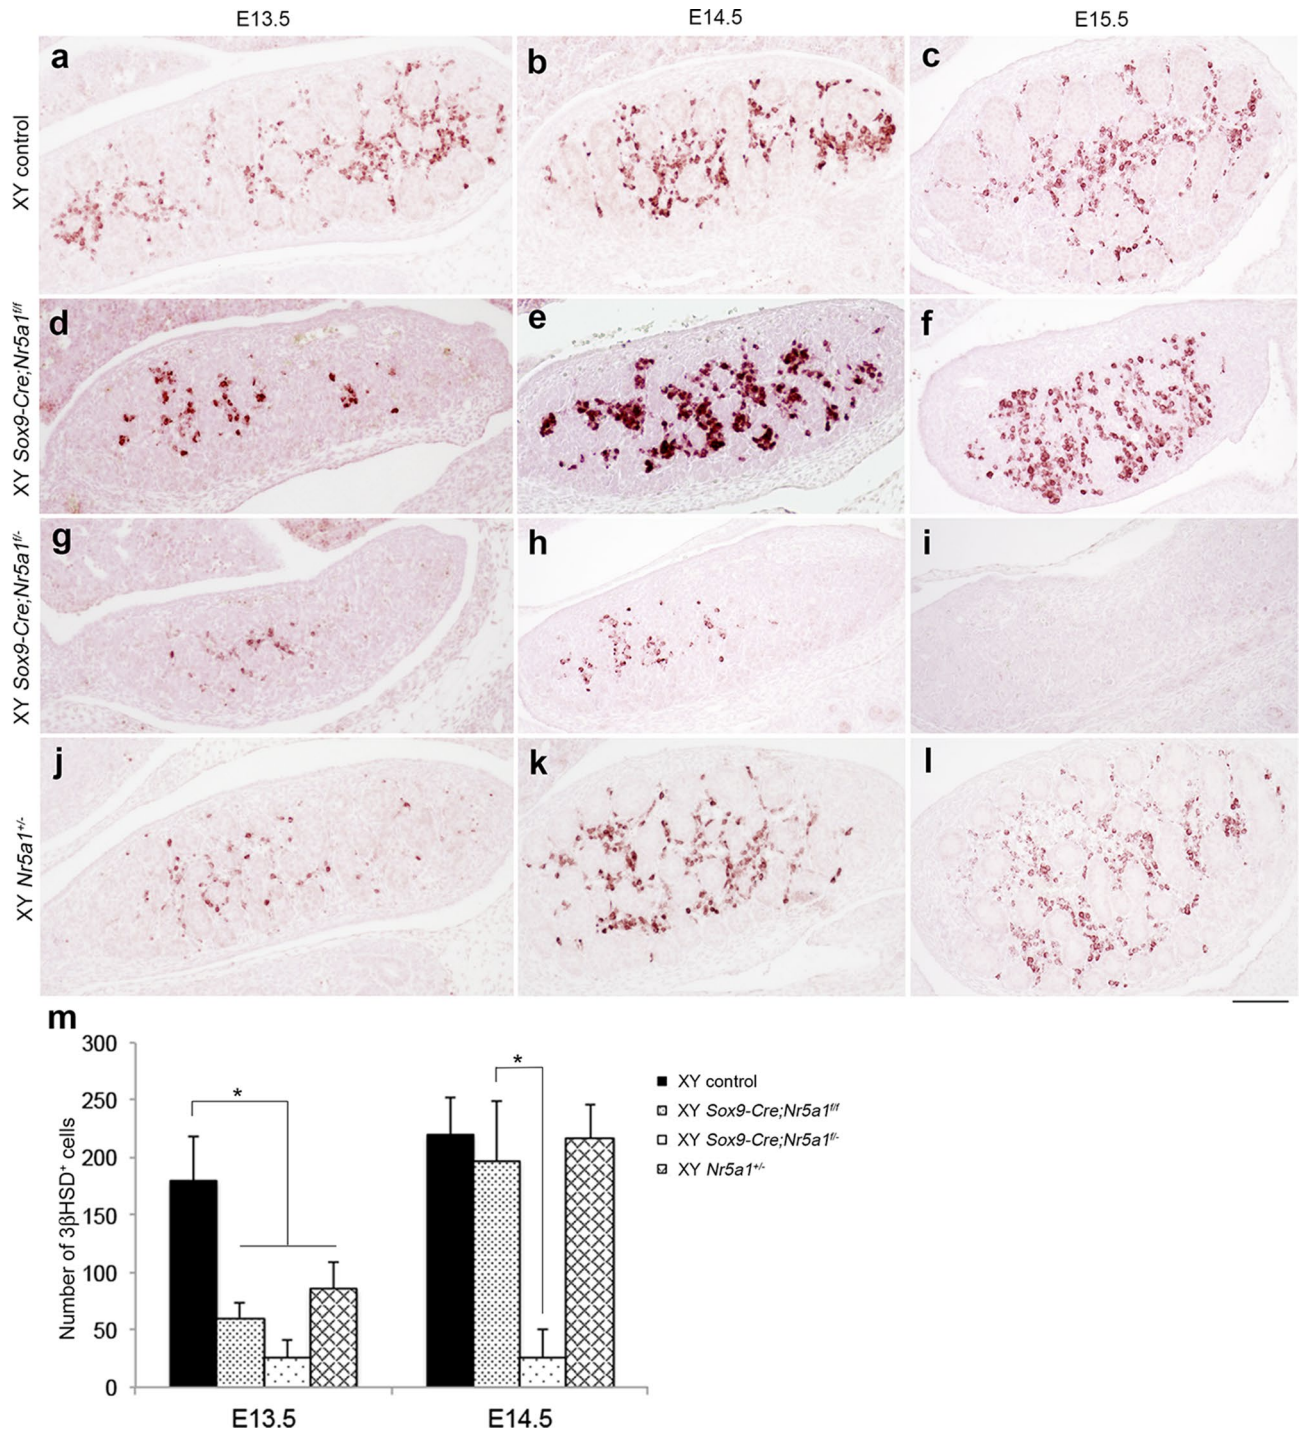 E13.5 E14.5 E15.5
XY control
a b c
XY Sox9-Cre;Nr5a1f/f
d e f
XY Sox9-Cre;Nr5a1f/-
g h i
XY Nr5a1+/-
j k l
m
Number of 3βHSD+ cells
300
250
200
150
100
50
0
*
*
E13.5 E14.5
XY control
XY Sox9-Cre;Nr5a1f/f
XY Sox9-Cre;Nr5a1f/-
XY Nr5a1+/-